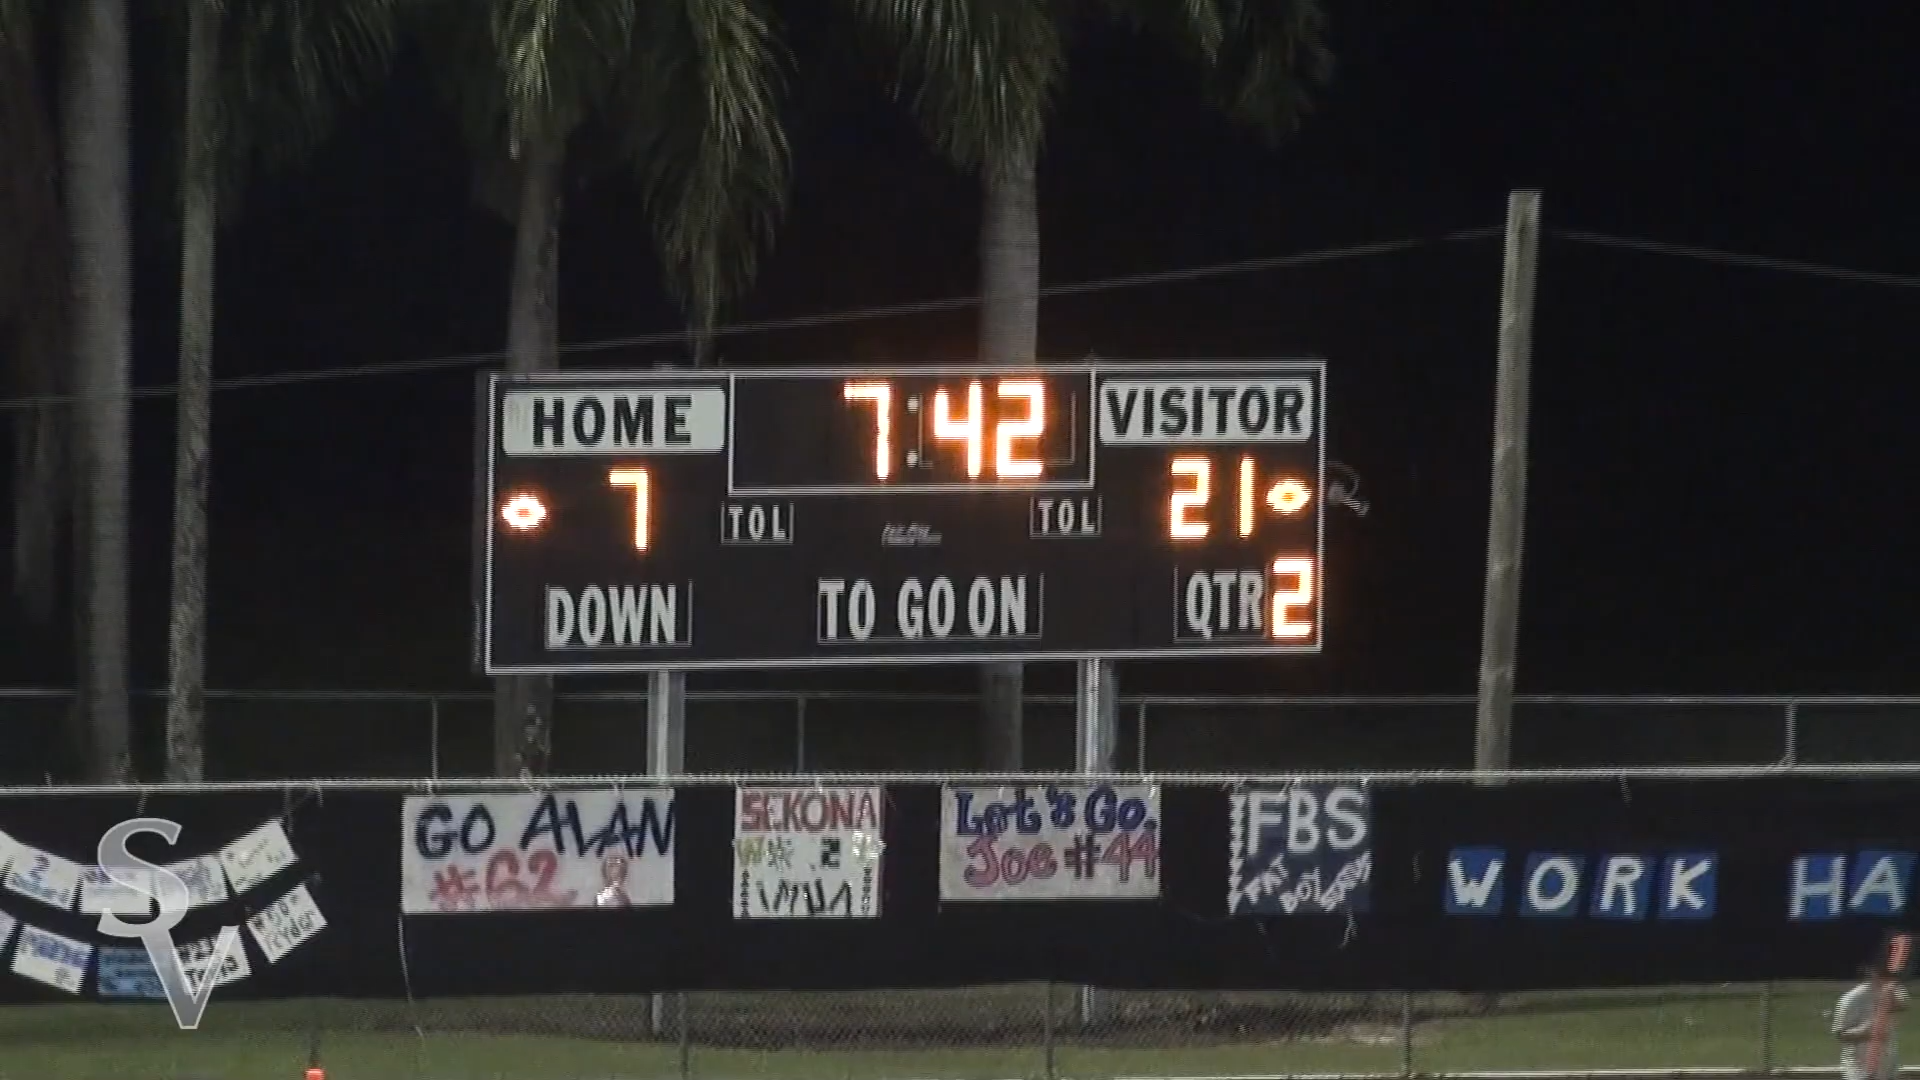 HOME
7:42
VISITOR
7
TOL
TOL
21
DOWN
TO GO ON
QTR 2
GO ALAN
#62
SEKONA
Let's Go,
Joe #44
FBS
WORK HA
SV